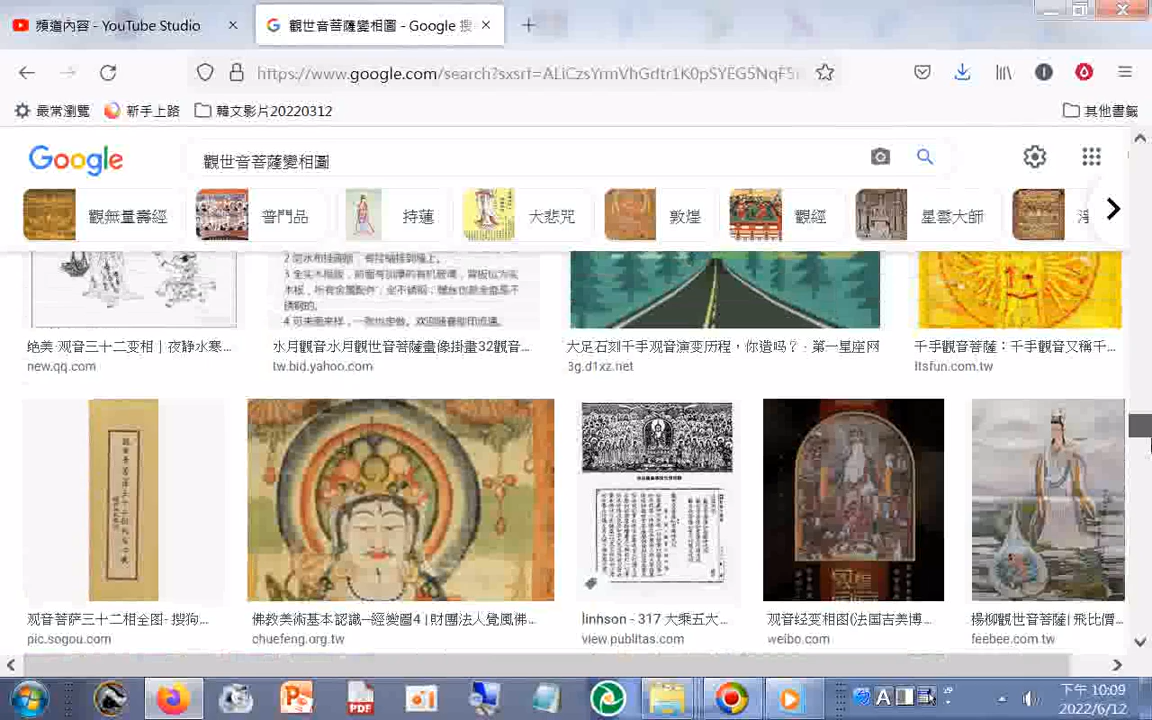 頻道內容 - YouTube Studio
觀世音菩薩變相圖 - Google 搜
https://www.google.com/search?sxsrf=ALiCzsYrmVhGdtr1K0pSYEG5NqF5
最常瀏覽
新手上路
韓文影片20220312
其他書籤
Google
觀世音菩薩變相圖
觀無量壽經
普門品
持蓮
大悲咒
敦煌
觀經
星雲大師
绝美·观音三十二变相 | 夜静水寒...
水月觀音水月觀世音菩薩畫像掛畫32觀音...
大足石刻千手观音演变历程，你造吗？- 第一星座网
千手觀音菩薩：千手觀音又稱千...
new.qq.com
tw.bid.yahoo.com
3g.d1xz.net
itsfun.com.tw
观音菩萨三十二相全图- 搜狗...
佛教美術基本認識─經變圖4 | 財團法人覺風佛...
linhson - 317 大乘五大...
观音经变相图(法国吉美博...
楊柳觀世音菩薩| 飛比價...
pic.sogou.com
chuefeng.org.tw
view.publitas.com
weibo.com
feebee.com.tw
PDF
A
下午 10:09
2022/6/12